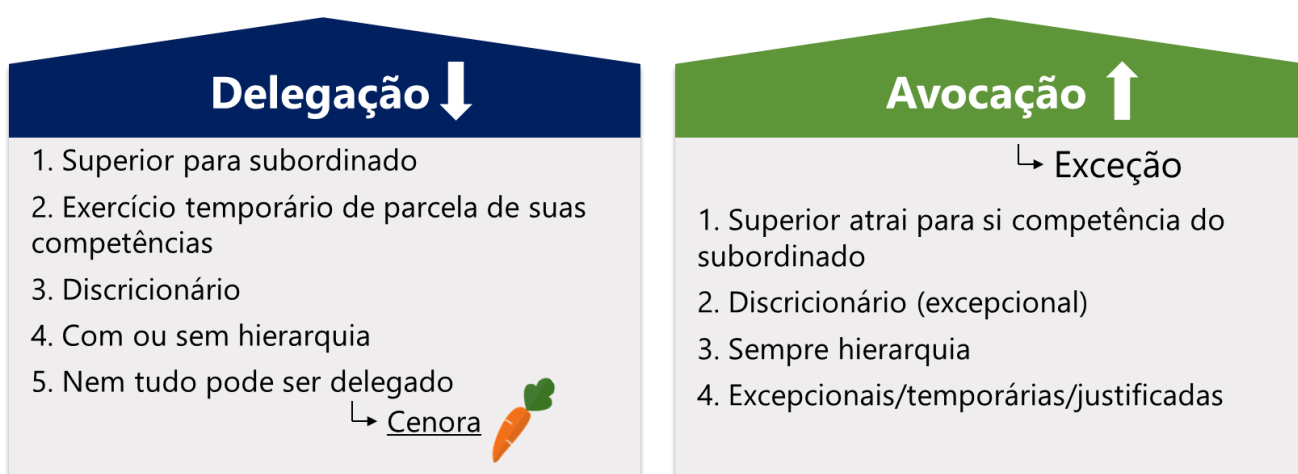 Delegação
1. Superior para subordinado
2. Exercício temporário de parcela de suas
competências
3. Discricionário
4. Com ou sem hierarquia
5. Nem tudo pode ser delegado
Cenora
Avocação
Exceção
1. Superior atrai para si competência do
subordinado
2. Discricionário (excepcional)
3. Sempre hierarquia
4. Excepcionais/temporárias/justificadas